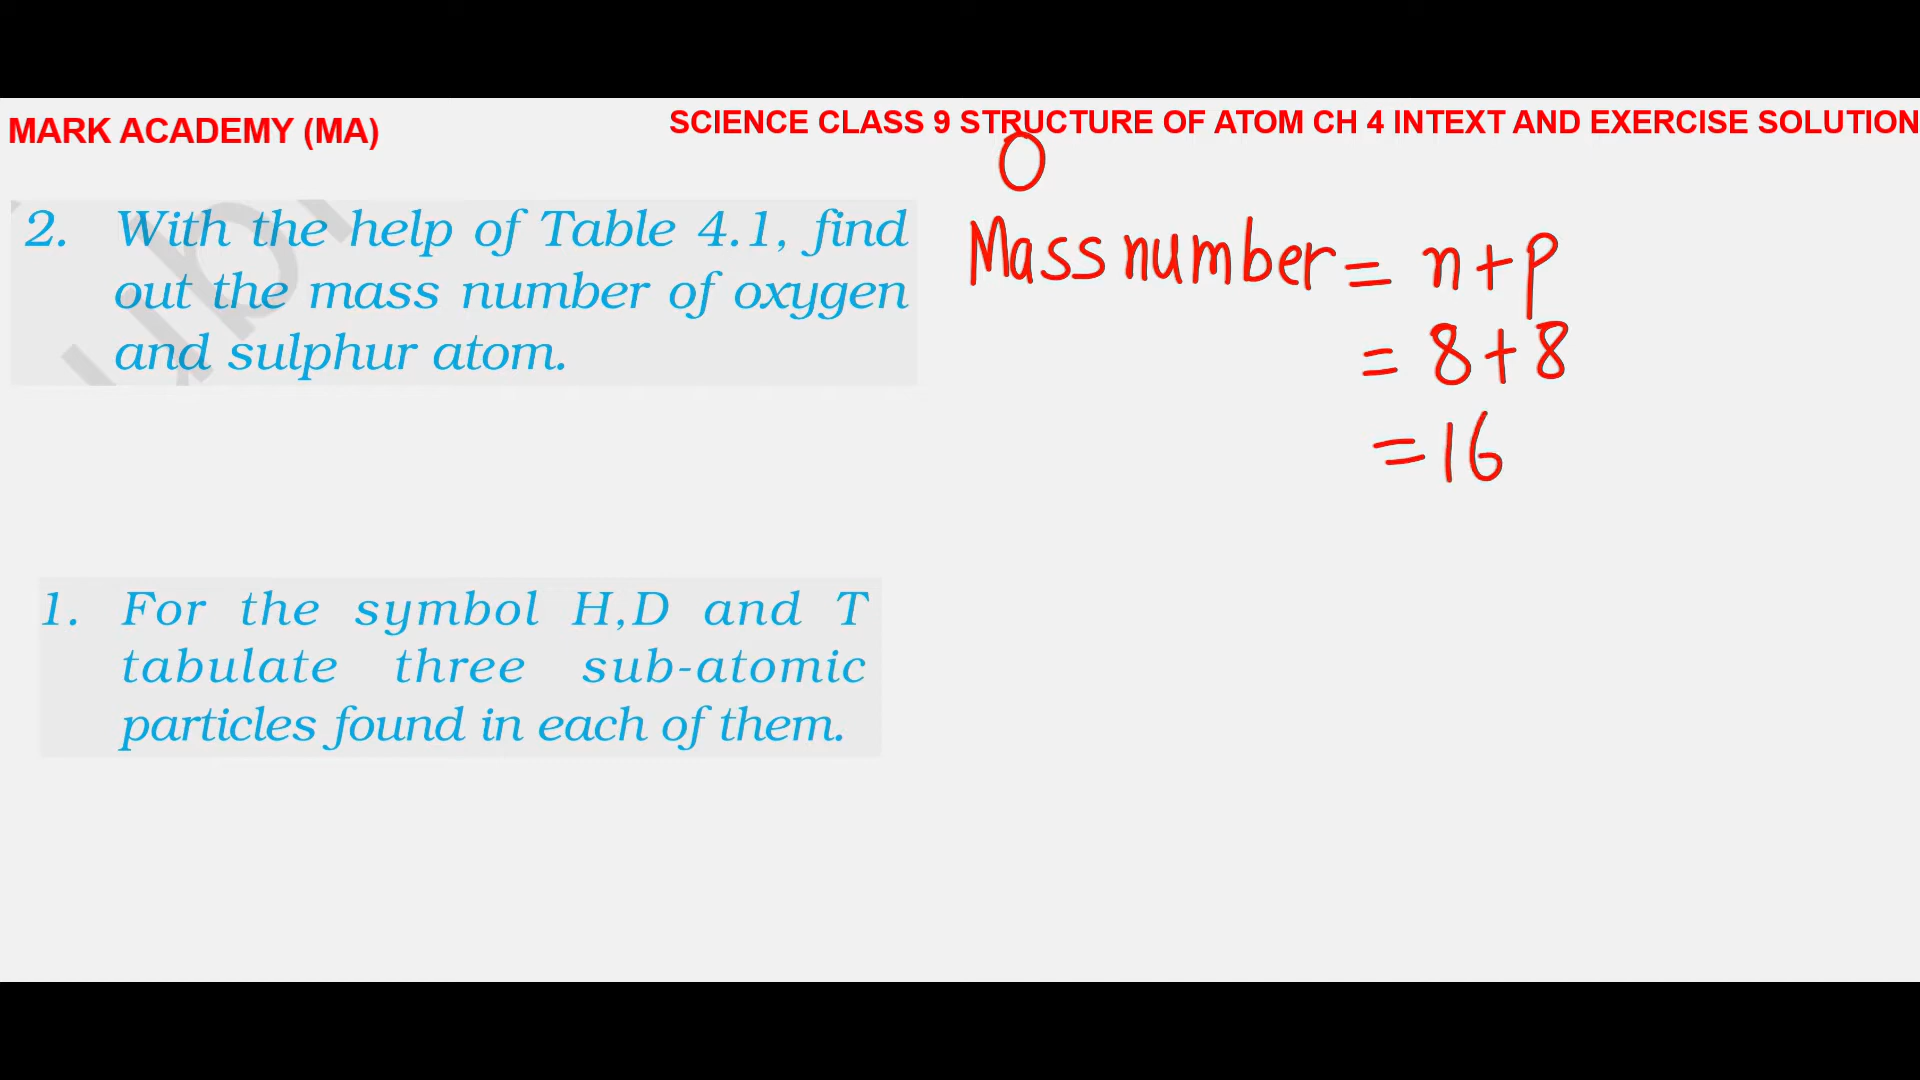 MARK ACADEMY (MA)
SCIENCE CLASS 9 STRUCTURE OF ATOM CH 4 INTEXT AND EXERCISE SOLUTION
2. With the help of Table 4.1, find
out the mass number of oxygen
and sulphur atom.
O
Mass number = n+p
= 8+8
= 16
1. For the symbol H,D and T
tabulate three sub-atomic
particles found in each of them.